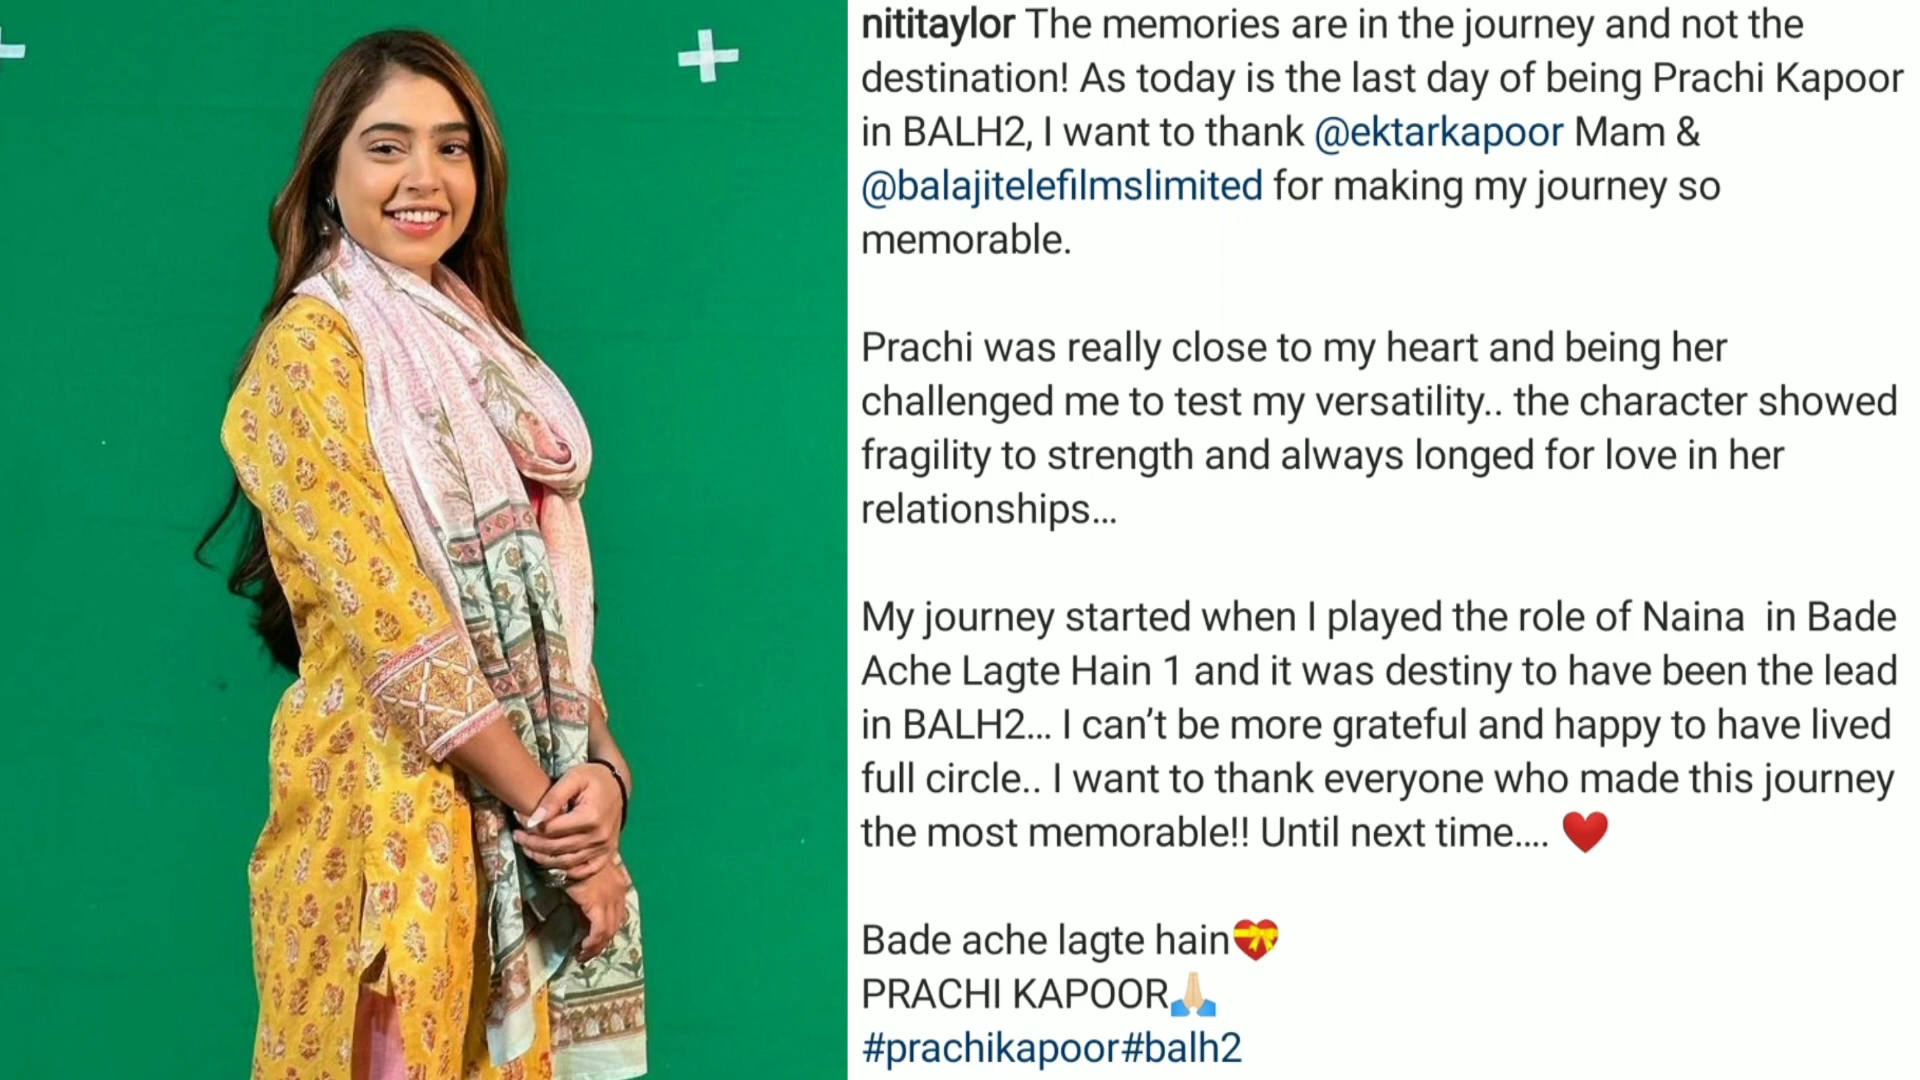 nititaylor The memories are in the journey and not the
destination! As today is the last day of being Prachi Kapoor
in BALH2, I want to thank @ektarkapoor Mam &
@balajitelefilmslimited for making my journey so
memorable.
Prachi was really close to my heart and being her
challenged me to test my versatility.. the character showed
fragility to strength and always longed for love in her
relationships...
My journey started when I played the role of Naina  in Bade
Ache Lagte Hain 1 and it was destiny to have been the lead
in BALH2... I can’t be more grateful and happy to have lived
full circle.. I want to thank everyone who made this journey
the most memorable!! Until next time.... ❤️
Bade ache lagte hain💝
PRACHI KAPOOR🙏🏼
#prachikapoor#balh2